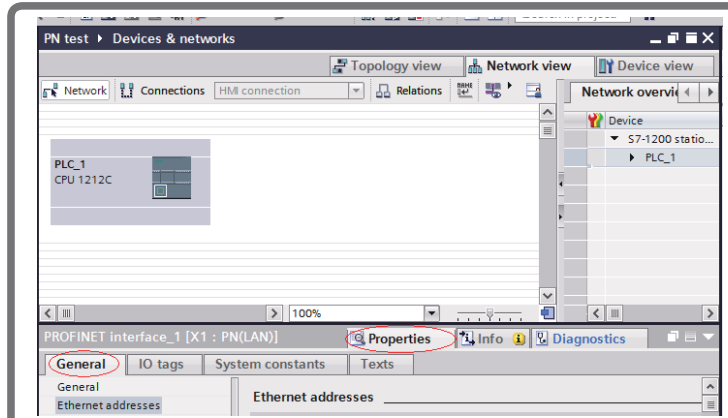 PN test ▸ Devices & networks
Topology view Network view Device view
Network Connections HMI connection Relations Network overvie
Device
S7-1200 statio...
PLC_1
PLC_1
CPU 1212C
100%
PROFINET interface_1 [X1 : PN(LAN)] Properties Info Diagnostics
General IO tags System constants Texts
General
Ethernet addresses
Ethernet addresses